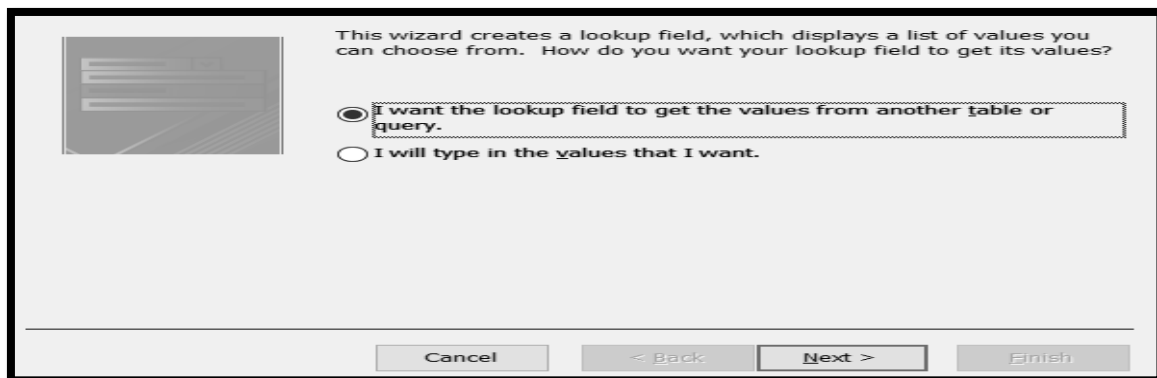 This wizard creates a lookup field, which displays a list of values you
can choose from.  How do you want your lookup field to get its values?
I want the lookup field to get the values from another table or
query.
I will type in the values that I want.
Cancel
< Back
Next >
Finish